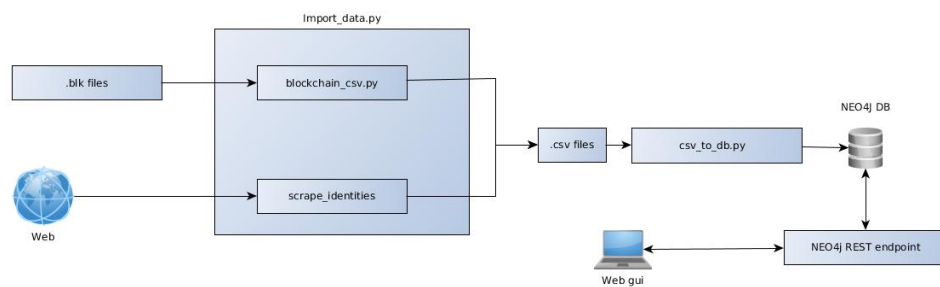 Import_data.py
.blk files
blockchain_csv.py
NEO4J DB
.csv files
csv_to_db.py
scrape_identities
Web
NEO4j REST endpoint
Web gui